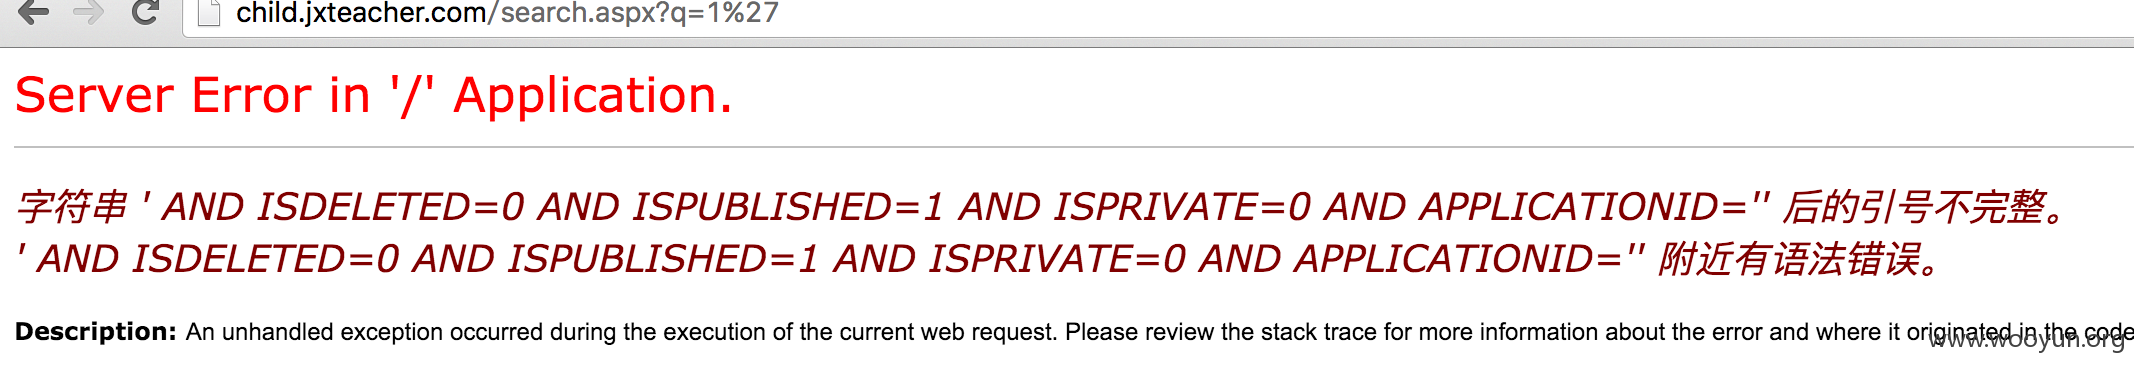 child.jxteacher.com/search.aspx?q=1%27
Server Error in '/' Application.
字符串 ' AND ISDELETED=0 AND ISPUBLISHED=1 AND ISPRIVATE=0 AND APPLICATIONID='' 后的引号不完整。
' AND ISDELETED=0 AND ISPUBLISHED=1 AND ISPRIVATE=0 AND APPLICATIONID='' 附近有语法错误。
Description: An unhandled exception occurred during the execution of the current web request. Please review the stack trace for more information about the error and where it originated in the code
www.wooyun.org